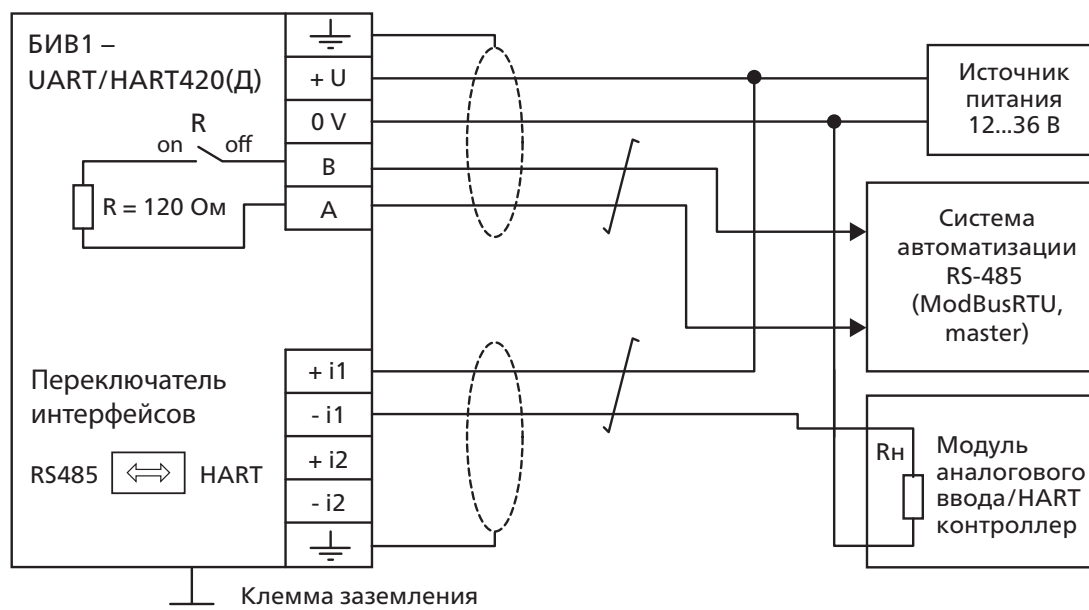 БИВ1 –
UART/HART420(Д)
R
on off
R = 120 Ом
+ U
0 V
B
A
Источник
питания
12...36 В
Система
автоматизации
RS-485
(ModBusRTU,
master)
Переключатель
интерфейсов
RS485 HART
+ i1
- i1
+ i2
- i2
Rн
Модуль
аналогового
ввода/HART
контроллер
Клемма заземления